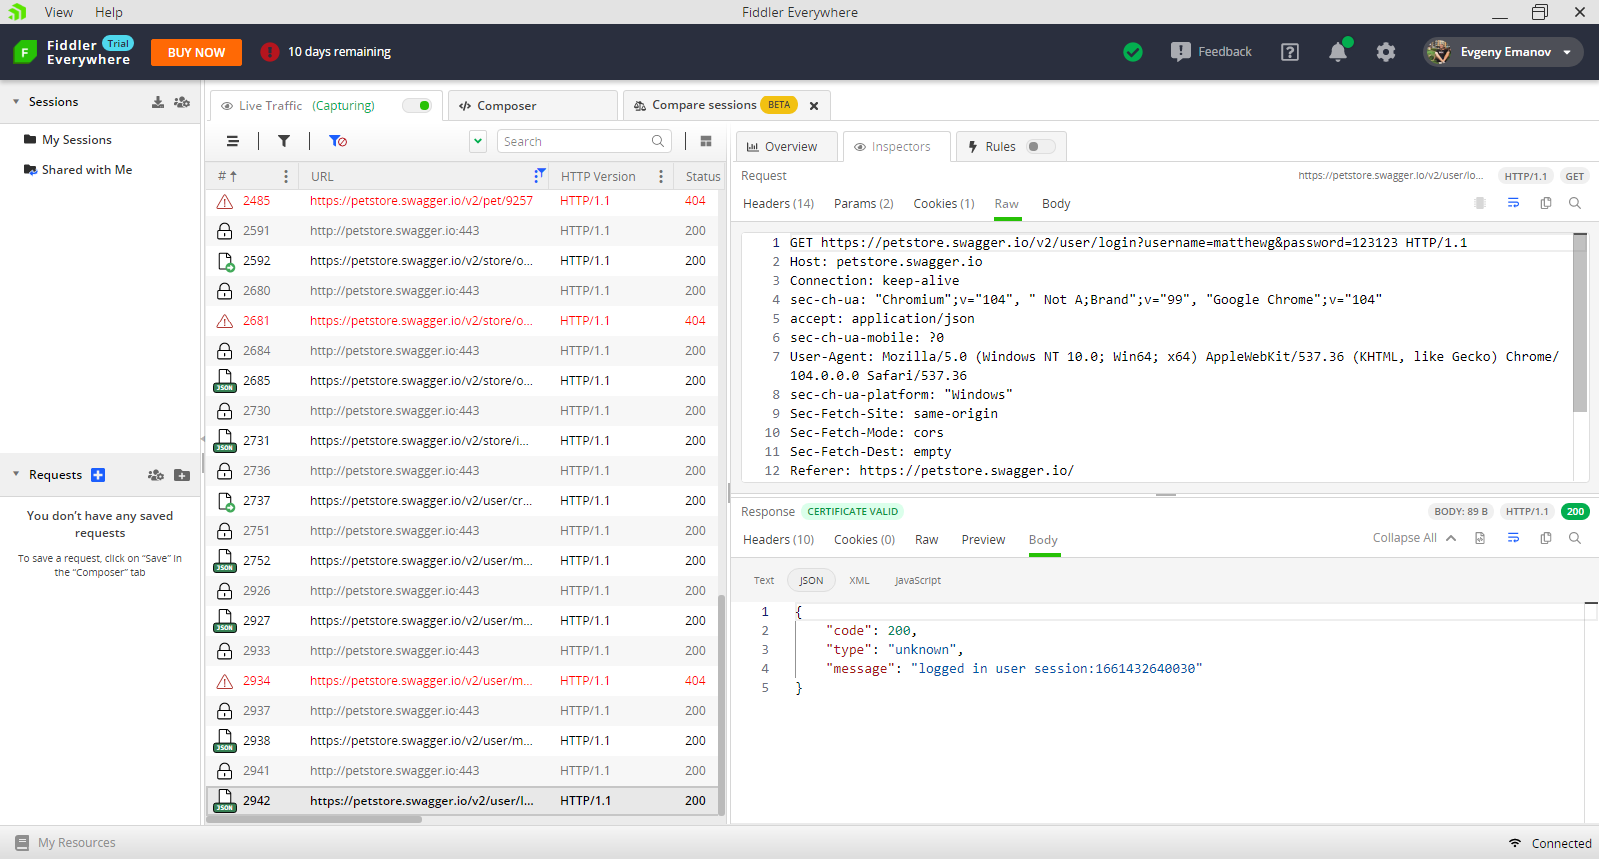 View Help Fiddler Everywhere
Fiddler Everywhere Trial BUY NOW 10 days remaining Feedback Evgeny Emanov
Sessions
My Sessions
Shared with Me
Requests
You don’t have any saved
requests
To save a request, click on “Save” in
the “Composer” tab
Live Traffic (Capturing) Composer Compare sessions BETA
Search
# URL HTTP Version Status
2485 https://petstore.swagger.io/v2/pet/9257 HTTP/1.1 404
2591 http://petstore.swagger.io:443 HTTP/1.1 200
2592 https://petstore.swagger.io/v2/store/o... HTTP/1.1 200
2680 http://petstore.swagger.io:443 HTTP/1.1 200
2681 https://petstore.swagger.io/v2/store/o... HTTP/1.1 404
2684 http://petstore.swagger.io:443 HTTP/1.1 200
JSON 2685 https://petstore.swagger.io/v2/store/o... HTTP/1.1 200
2730 http://petstore.swagger.io:443 HTTP/1.1 200
JSON 2731 https://petstore.swagger.io/v2/store/i... HTTP/1.1 200
2736 http://petstore.swagger.io:443 HTTP/1.1 200
2737 https://petstore.swagger.io/v2/user/cr... HTTP/1.1 200
2751 http://petstore.swagger.io:443 HTTP/1.1 200
JSON 2752 https://petstore.swagger.io/v2/user/m... HTTP/1.1 200
2926 http://petstore.swagger.io:443 HTTP/1.1 200
JSON 2927 https://petstore.swagger.io/v2/user/m... HTTP/1.1 200
2933 http://petstore.swagger.io:443 HTTP/1.1 200
2934 https://petstore.swagger.io/v2/user/m... HTTP/1.1 404
2937 http://petstore.swagger.io:443 HTTP/1.1 200
JSON 2938 https://petstore.swagger.io/v2/user/m... HTTP/1.1 200
2941 http://petstore.swagger.io:443 HTTP/1.1 200
JSON 2942 https://petstore.swagger.io/v2/user/l... HTTP/1.1 200
Overview Inspectors Rules
Request https://petstore.swagger.io/v2/user/lo... HTTP/1.1 GET
Headers (14) Params (2) Cookies (1) Raw Body
1 GET https://petstore.swagger.io/v2/user/login?username=matthewg&password=123123 HTTP/1.1
2 Host: petstore.swagger.io
3 Connection: keep-alive
4 sec-ch-ua: "Chromium";v="104", " Not A;Brand";v="99", "Google Chrome";v="104"
5 accept: application/json
6 sec-ch-ua-mobile: ?0
7 User-Agent: Mozilla/5.0 (Windows NT 10.0; Win64; x64) AppleWebKit/537.36 (KHTML, like Gecko) Chrome/
104.0.0.0 Safari/537.36
8 sec-ch-ua-platform: "Windows"
9 Sec-Fetch-Site: same-origin
10 Sec-Fetch-Mode: cors
11 Sec-Fetch-Dest: empty
12 Referer: https://petstore.swagger.io/
Response CERTIFICATE VALID BODY: 89 B HTTP/1.1 200
Headers (10) Cookies (0) Raw Preview Body Collapse All
Text JSON XML JavaScript
1 {
2 "code": 200,
3 "type": "unknown",
4 "message": "logged in user session:1661432640030"
5 }
My Resources Connected